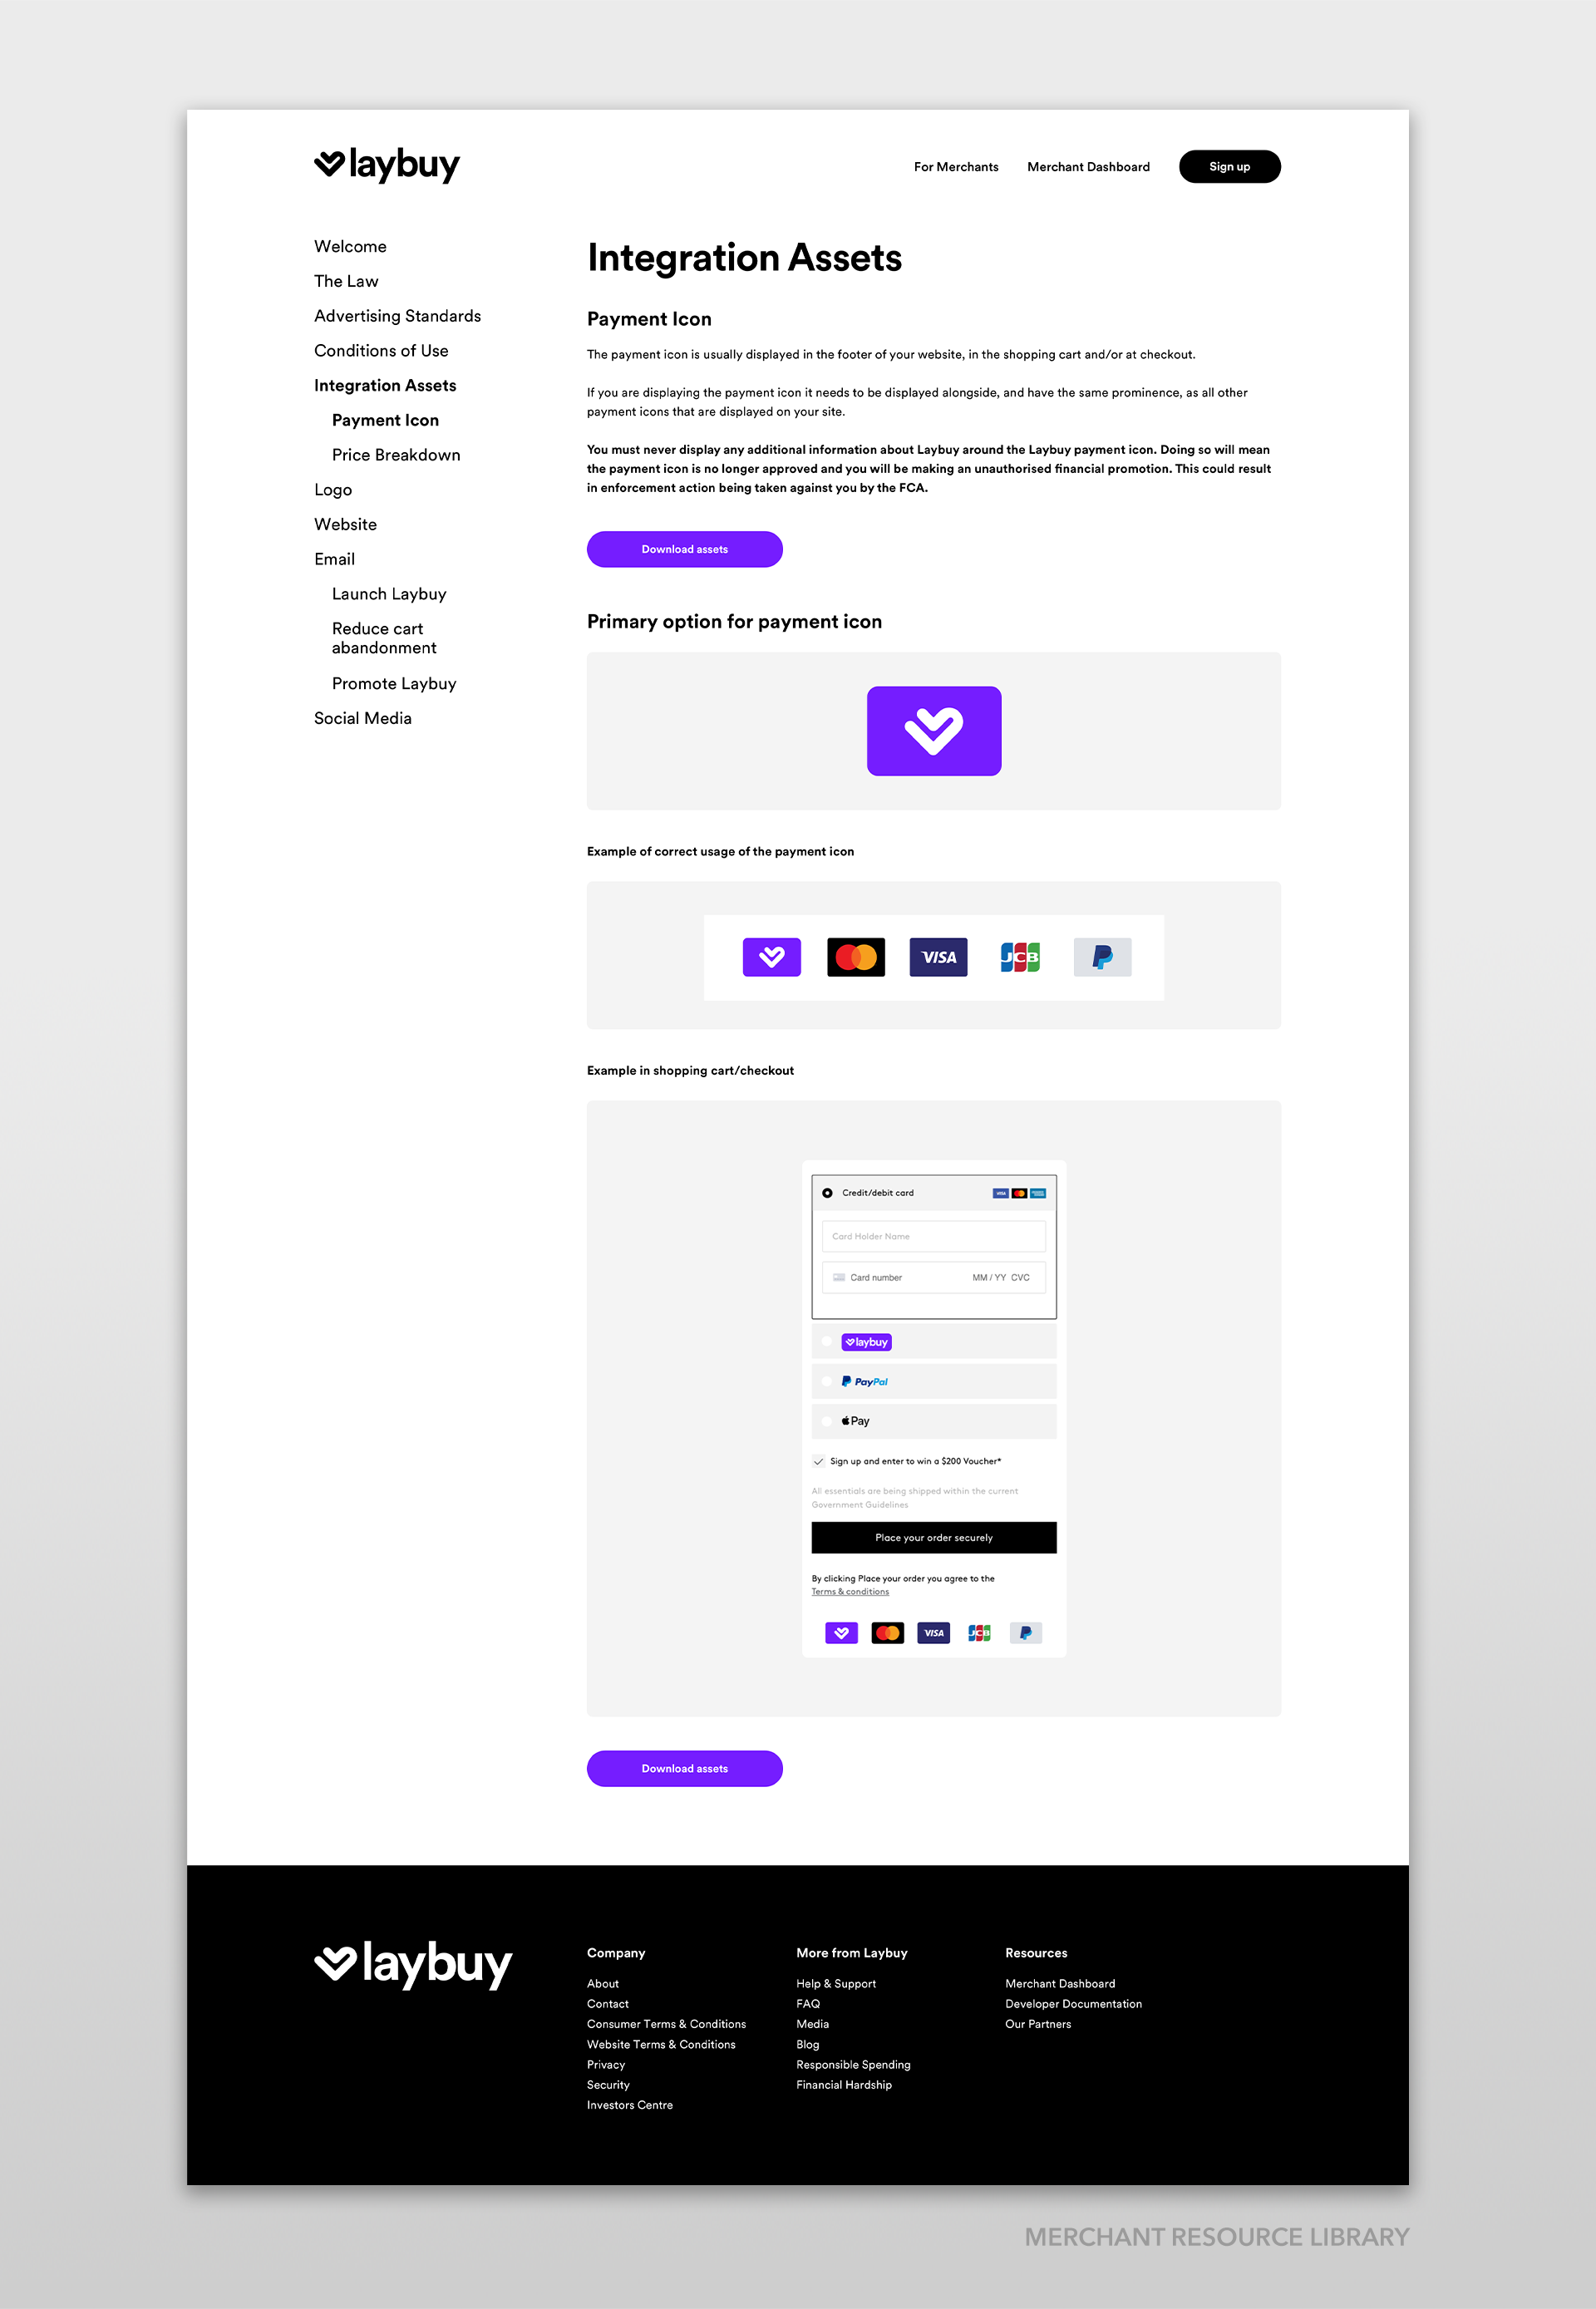 laybuy
For Merchants
Merchant Dashboard
Sign up
Welcome
The Law
Advertising Standards
Conditions of Use
Integration Assets
Payment Icon
Price Breakdown
Logo
Website
Email
Launch Laybuy
Reduce cart
abandonment
Promote Laybuy
Social Media
Integration Assets
Payment Icon
The payment icon is usually displayed in the footer of your website, in the shopping cart and/or at checkout.
If you are displaying the payment icon it needs to be displayed alongside, and have the same prominence, as all other
payment icons that are displayed on your site.
You must never display any additional information about Laybuy around the Laybuy payment icon. Doing so will mean
the payment icon is no longer approved and you will be making an unauthorised financial promotion. This could result
in enforcement action being taken against you by the FCA.
Download assets
Primary option for payment icon
Example of correct usage of the payment icon
VISA
JCB
Example in shopping cart/checkout
Credit/debit card
VISA
Card Holder Name
Card number
MM / YY CVC
laybuy
PayPal
Pay
Sign up and enter to win a $200 Voucher*
All essentials are being shipped within the current
Government Guidelines
Place your order securely
By clicking Place your order you agree to the
Terms & conditions
VISA
JCB
Download assets
laybuy
Company
About
Contact
Consumer Terms & Conditions
Website Terms & Conditions
Privacy
Security
Investors Centre
More from Laybuy
Help & Support
FAQ
Media
Blog
Responsible Spending
Financial Hardship
Resources
Merchant Dashboard
Developer Documentation
Our Partners
MERCHANT RESOURCE LIBRARY